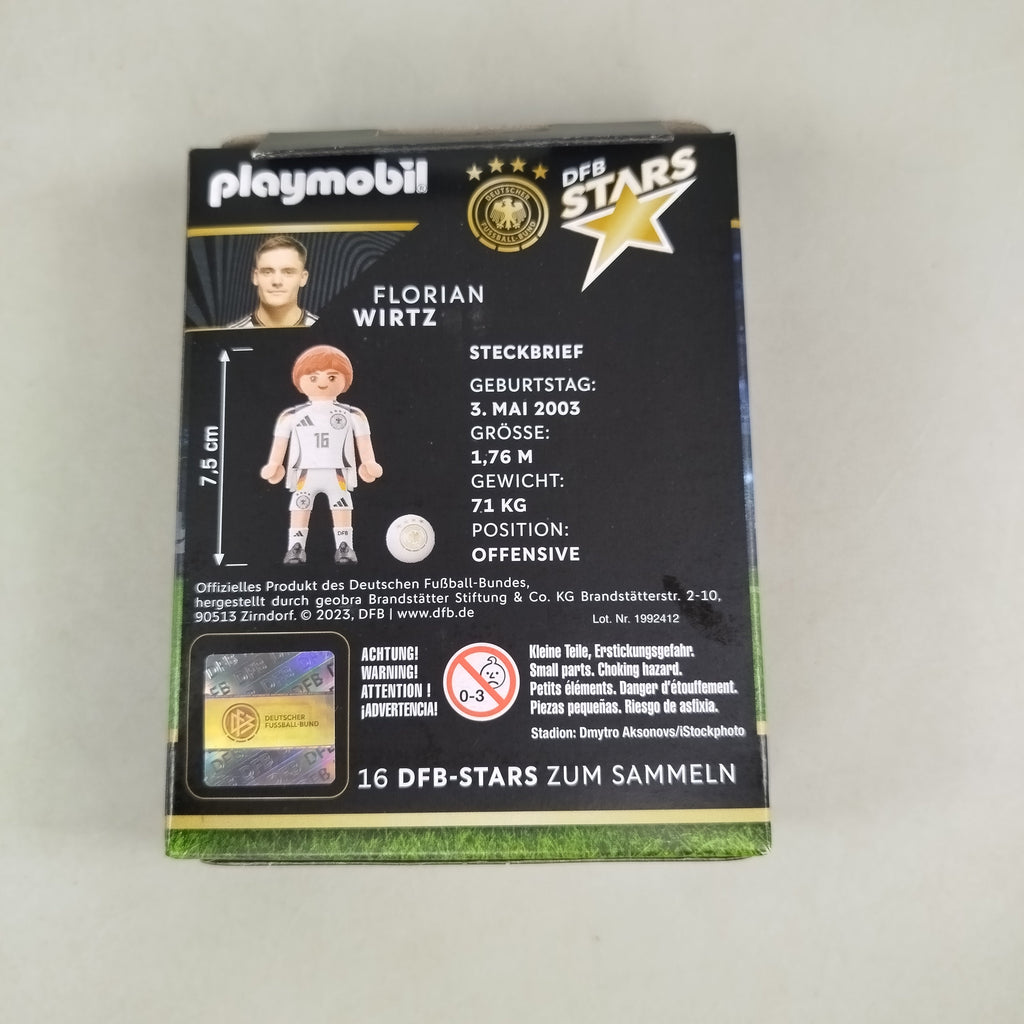 playmobil
DEUTSCHER
FUSSBALL-BUND
DFB
STARS
FLORIAN
WIRTZ
7,5 cm
16
DFB
STECKBRIEF
GEBURTSTAG:
3. MAI 2003
GRÖSSE:
1,76 M
GEWICHT:
71 KG
POSITION:
OFFENSIVE
Offizielles Produkt des Deutschen Fußball-Bundes,
hergestellt durch geobra Brandstätter Stiftung & Co. KG Brandstätterstr. 2-10,
90513 Zirndorf. © 2023, DFB | www.dfb.de
Lot. Nr. 1992412
DFB
DEUTSCHER
FUSSBALL-BUND
DFB
ACHTUNG!
WARNING!
ATTENTION !
¡ADVERTENCIA!
0-3
Kleine Teile, Erstickungsgefahr.
Small parts. Choking hazard.
Petits éléments. Danger d'étouffement.
Piezas pequeñas. Riesgo de asfixia.
Stadion: Dmytro Aksonovs/iStockphoto
16 DFB-STARS ZUM SAMMELN